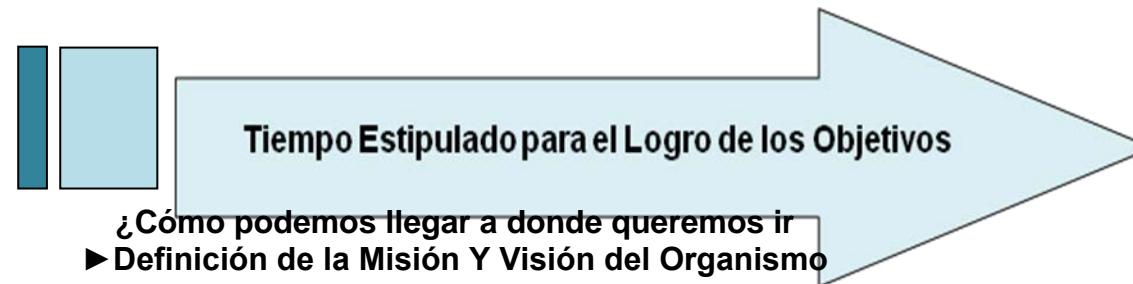 Tiempo Estipulado para el Logro de los Objetivos
¿Cómo podemos llegar a donde queremos ir
►Definición de la Misión Y Visión del Organismo